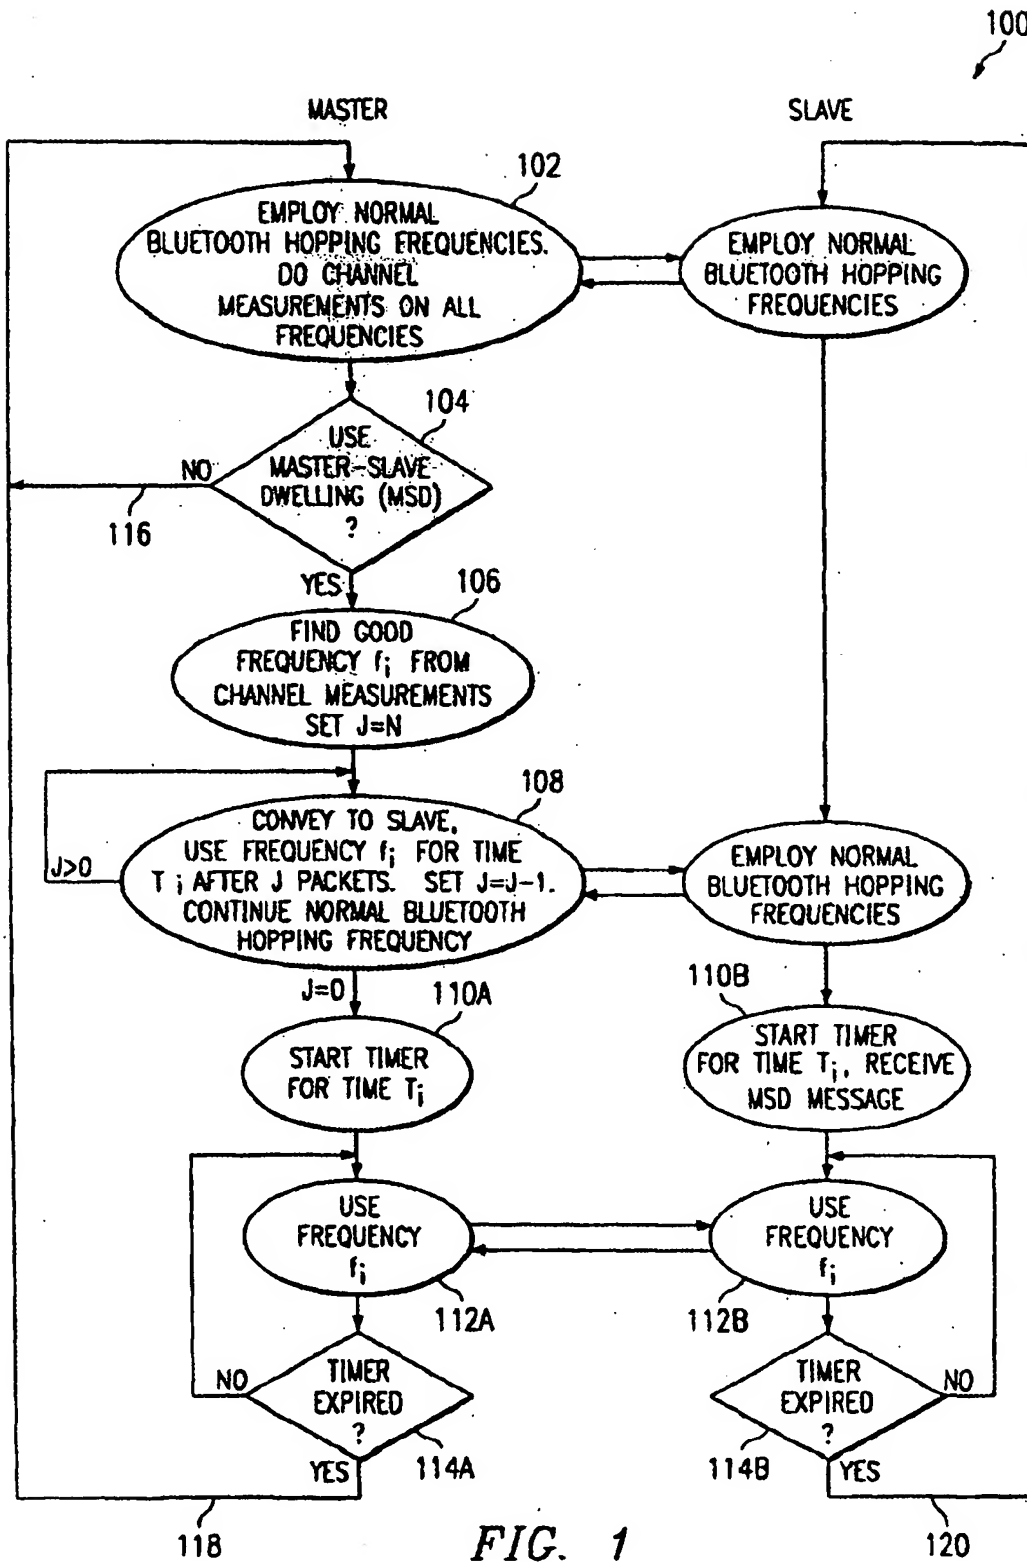 100
MASTER
SLAVE
102
EMPLOY NORMAL
BLUETOOTH HOPPING FREQUENCIES.
DO CHANNEL
MEASUREMENTS ON ALL
FREQUENCIES
EMPLOY NORMAL
BLUETOOTH HOPPING
FREQUENCIES
104
USE
MASTER-SLAVE
DWELLING (MSD)
?
NO
116
YES
106
FIND GOOD
FREQUENCY fi FROM
CHANNEL MEASUREMENTS
SET J=N
108
CONVEY TO SLAVE,
USE FREQUENCY fi FOR TIME
Ti AFTER J PACKETS. SET J=J-1.
CONTINUE NORMAL BLUETOOTH
HOPPING FREQUENCY
J>0
EMPLOY NORMAL
BLUETOOTH HOPPING
FREQUENCIES
J=0
110A
START TIMER
FOR TIME Ti
110B
START TIMER
FOR TIME Ti, RECEIVE
MSD MESSAGE
USE
FREQUENCY
fi
112A
USE
FREQUENCY
fi
112B
TIMER
EXPIRED
?
NO
YES
114A
TIMER
EXPIRED
?
NO
114B
YES
118
120
FIG. 1